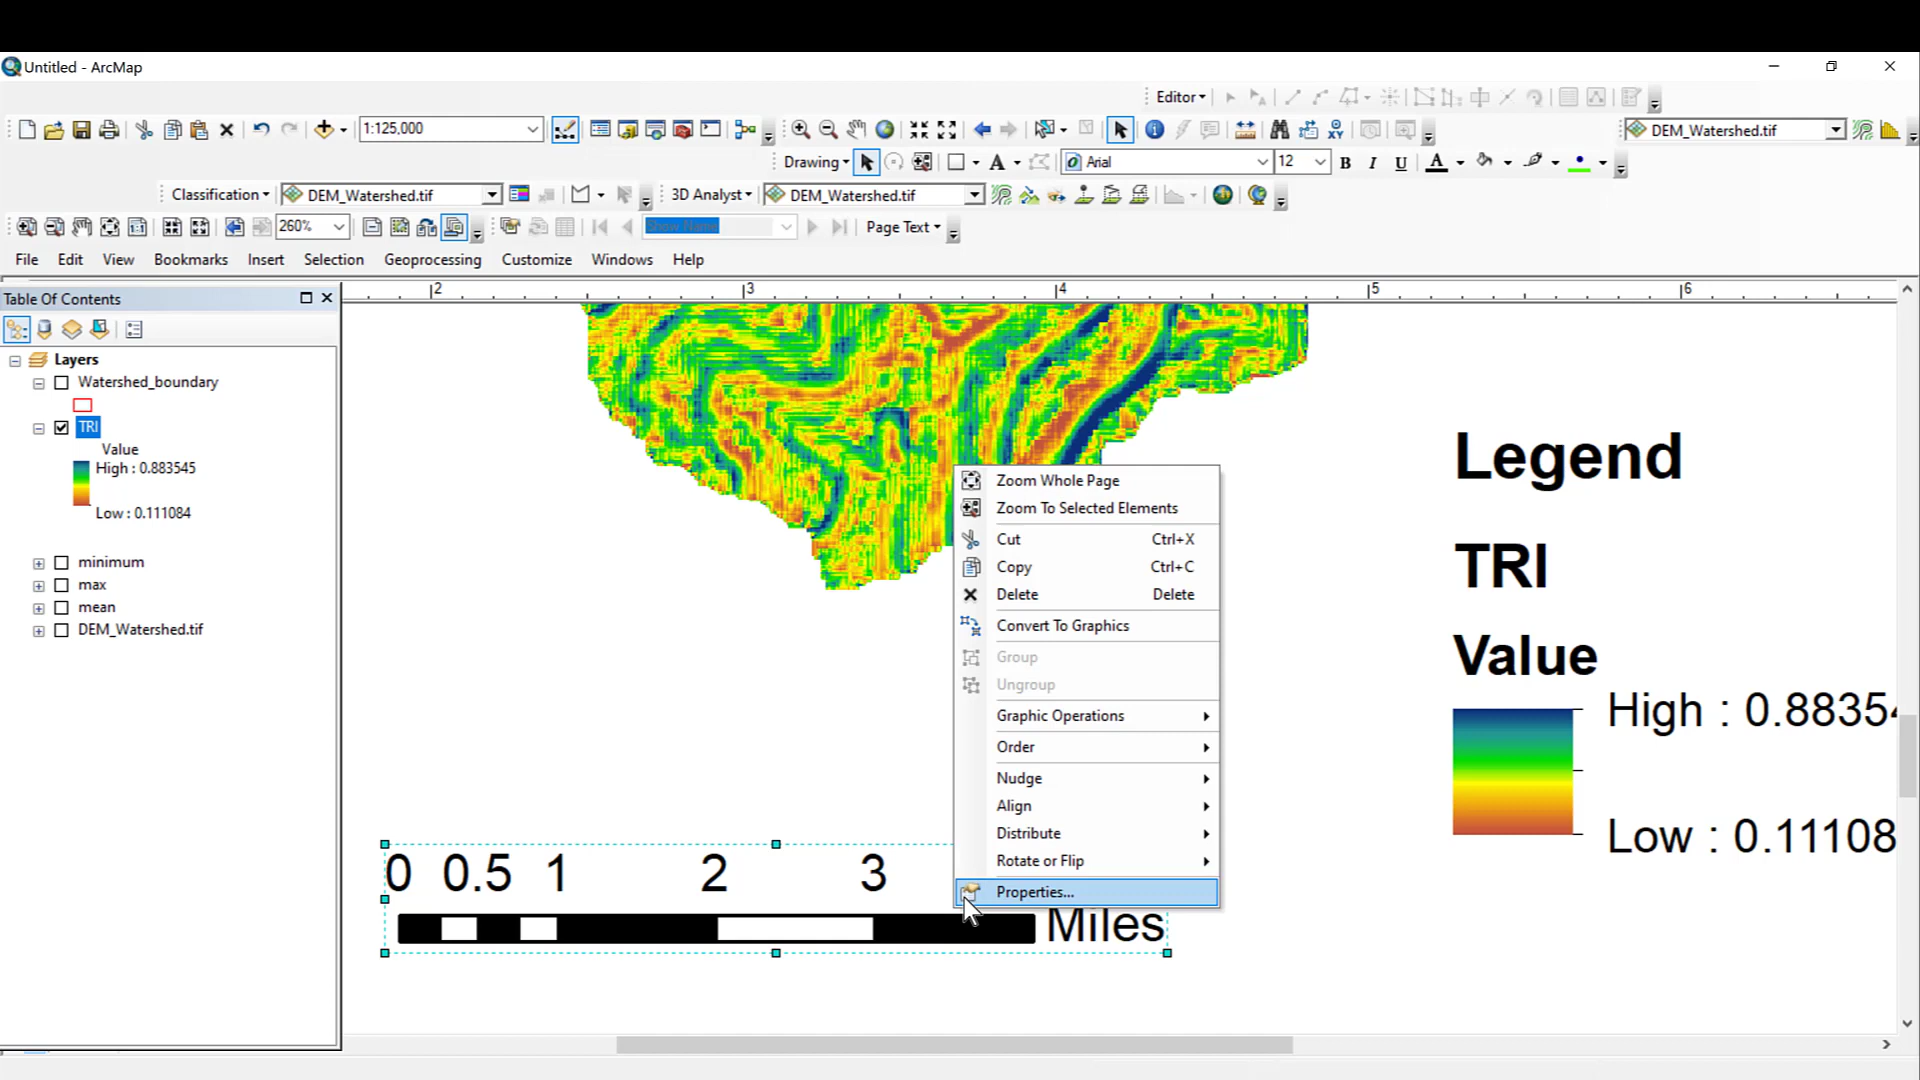 Untitled - ArcMap
Editor
1:125,000
DEM_Watershed.tif
Drawing
A
Arial
12
B I U A
Classification
DEM_Watershed.tif
3D Analyst
DEM_Watershed.tif
260%
Show Name
Page Text
File Edit View Bookmarks Insert Selection Geoprocessing Customize Windows Help
Table Of Contents
2 3 4 5 6
Layers
Watershed_boundary
TRI
Value
High : 0.883545
Low : 0.111084
minimum
max
mean
DEM_Watershed.tif
Zoom Whole Page
Zoom To Selected Elements
Cut Ctrl+X
Copy Ctrl+C
Delete Delete
Convert To Graphics
Group
Ungroup
Graphic Operations
Order
Nudge
Align
Distribute
Rotate or Flip
Properties...
0 0.5 1 2 3
Miles
Legend
TRI
Value
High : 0.88354
Low : 0.11108